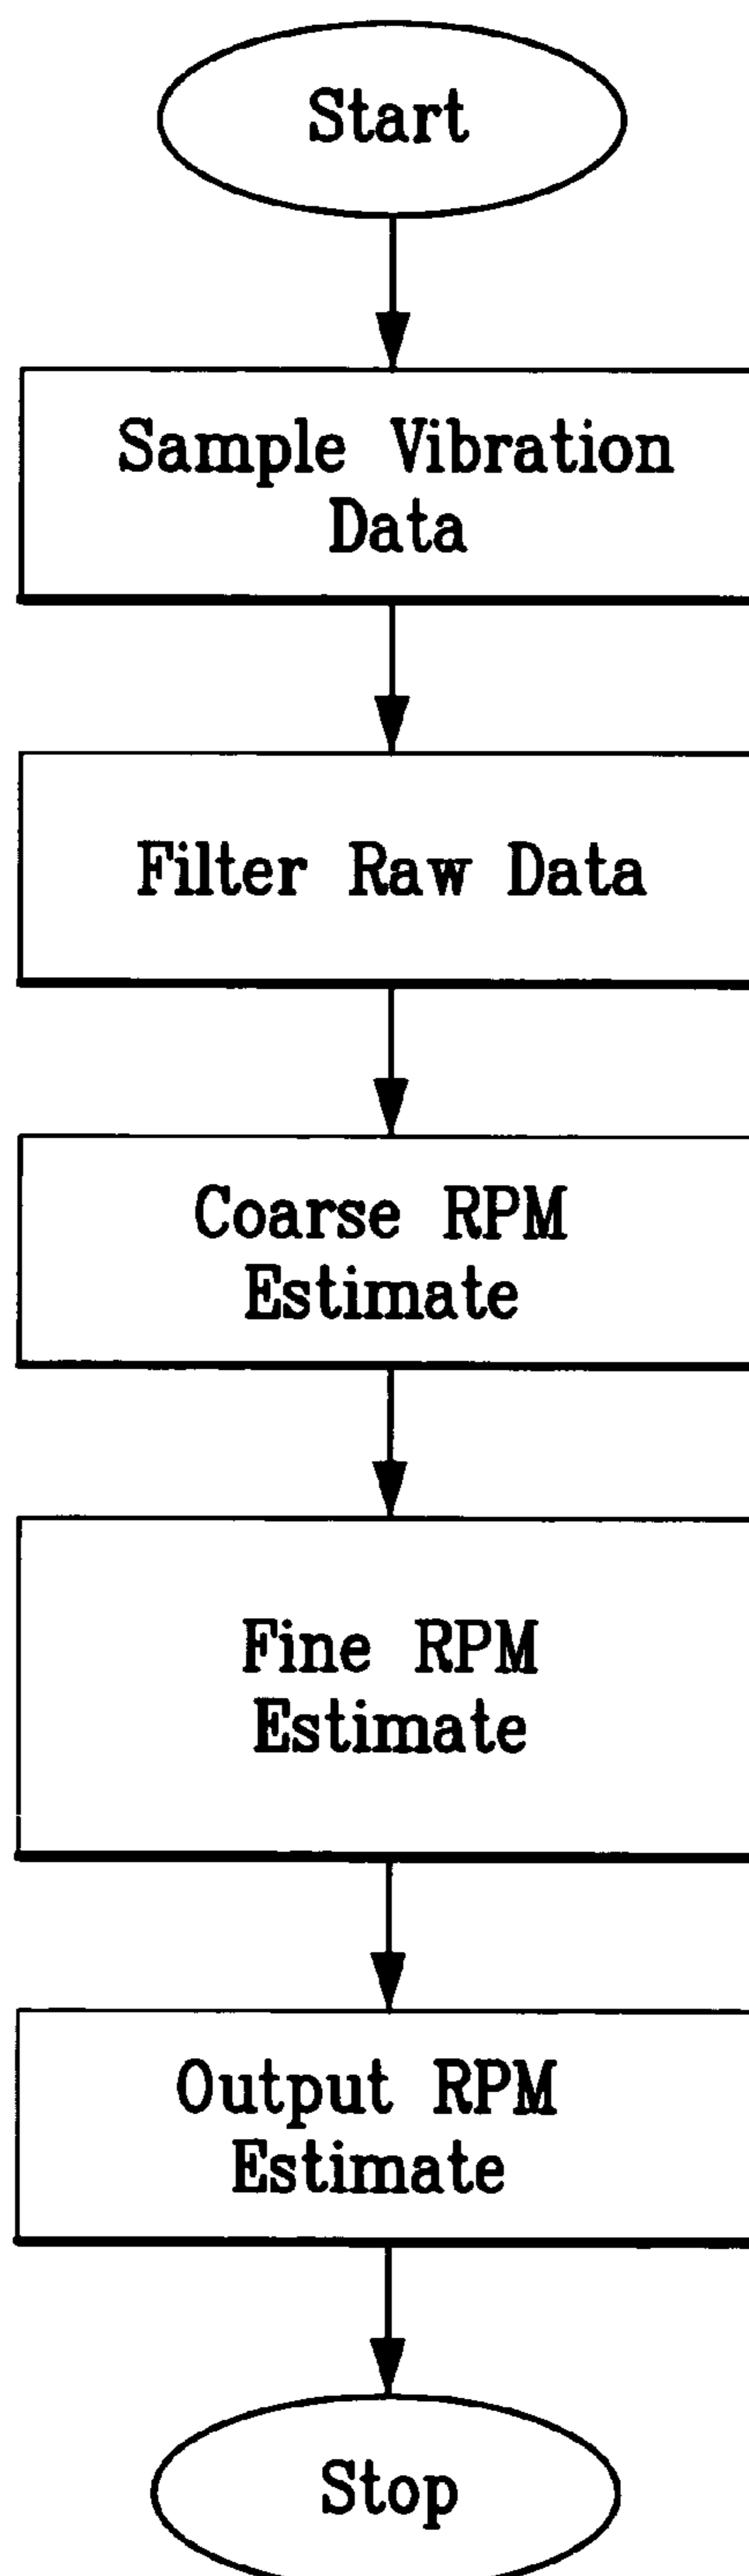 Start
Sample Vibration
Data
Filter Raw Data
Coarse RPM
Estimate
Fine RPM
Estimate
Output RPM
Estimate
Stop